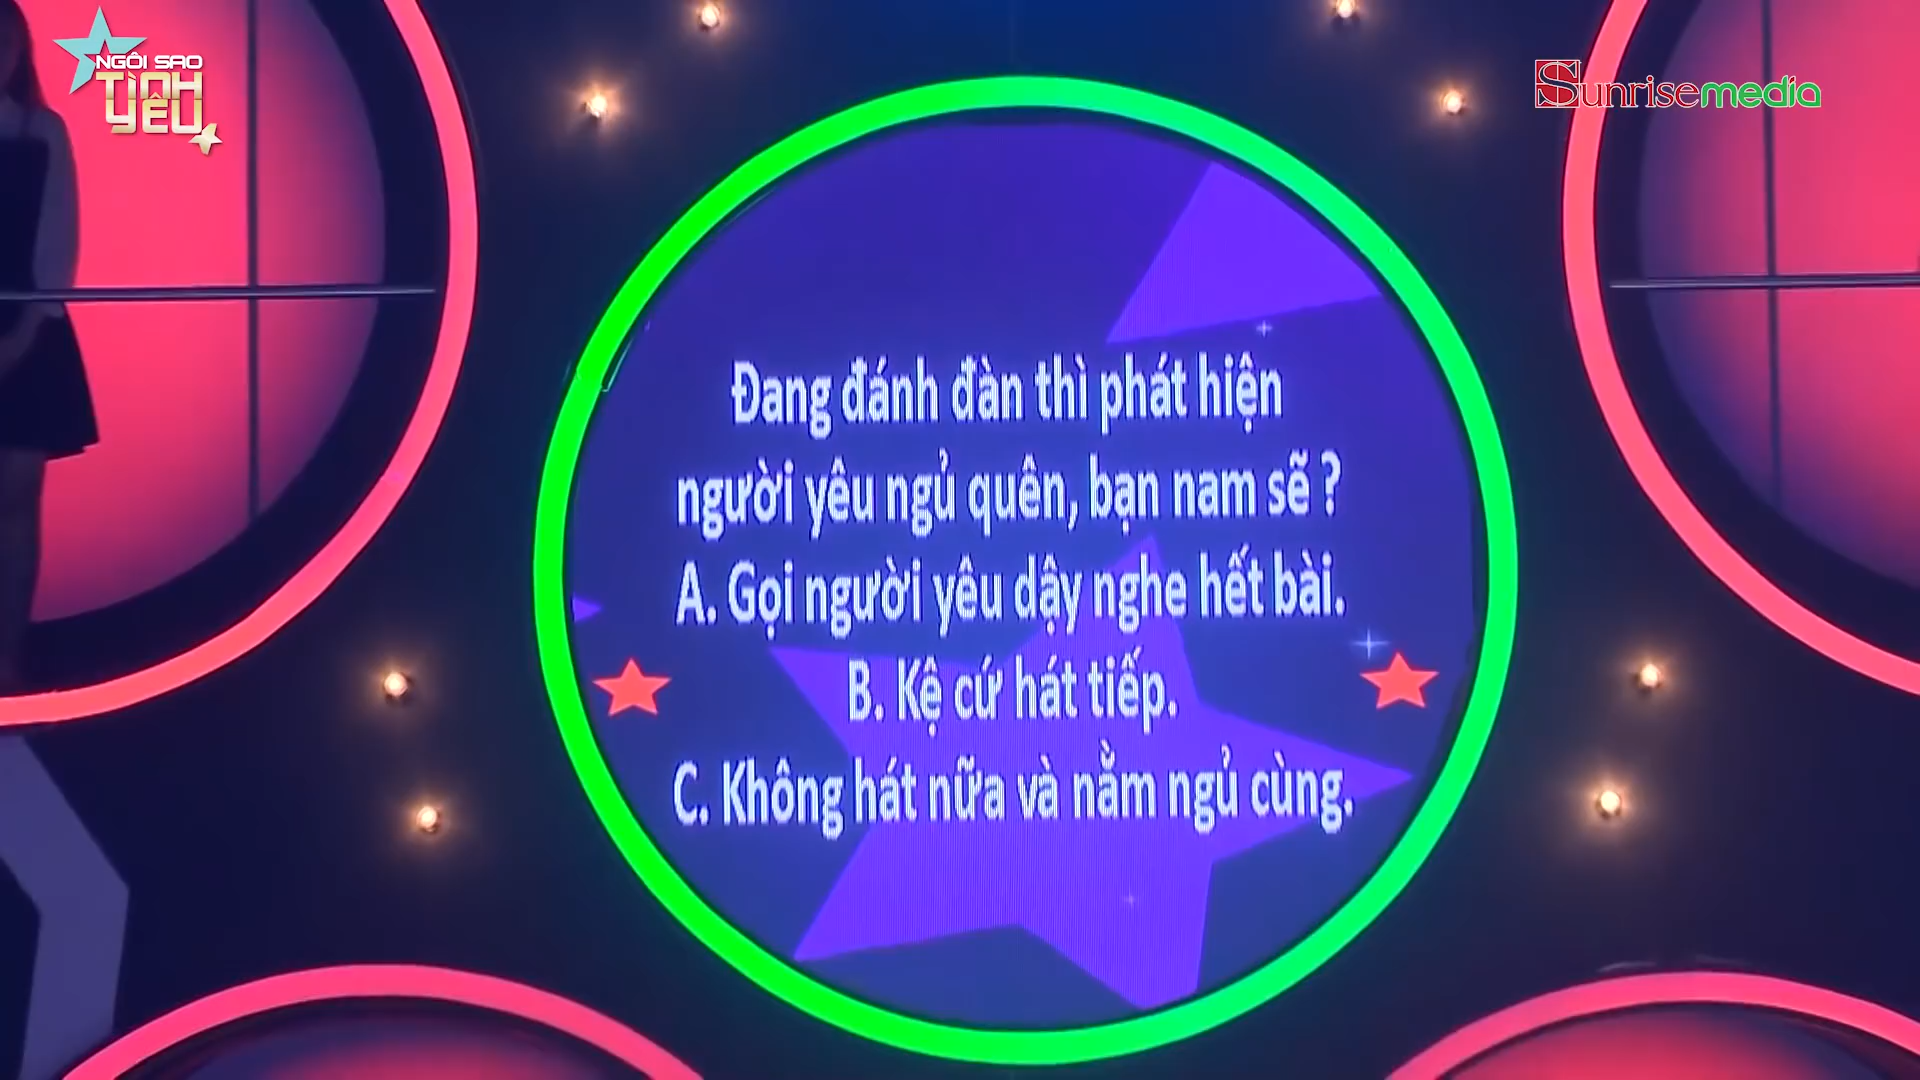 NGÔI SAO
TÌNH
YÊU
Sunrisemedia
Đang đánh đàn thì phát hiện
người yêu ngủ quên, bạn nam sẽ ?
A. Gọi người yêu dậy nghe hết bài.
B. Kệ cứ hát tiếp.
C. Không hát nữa và nằm ngủ cùng.